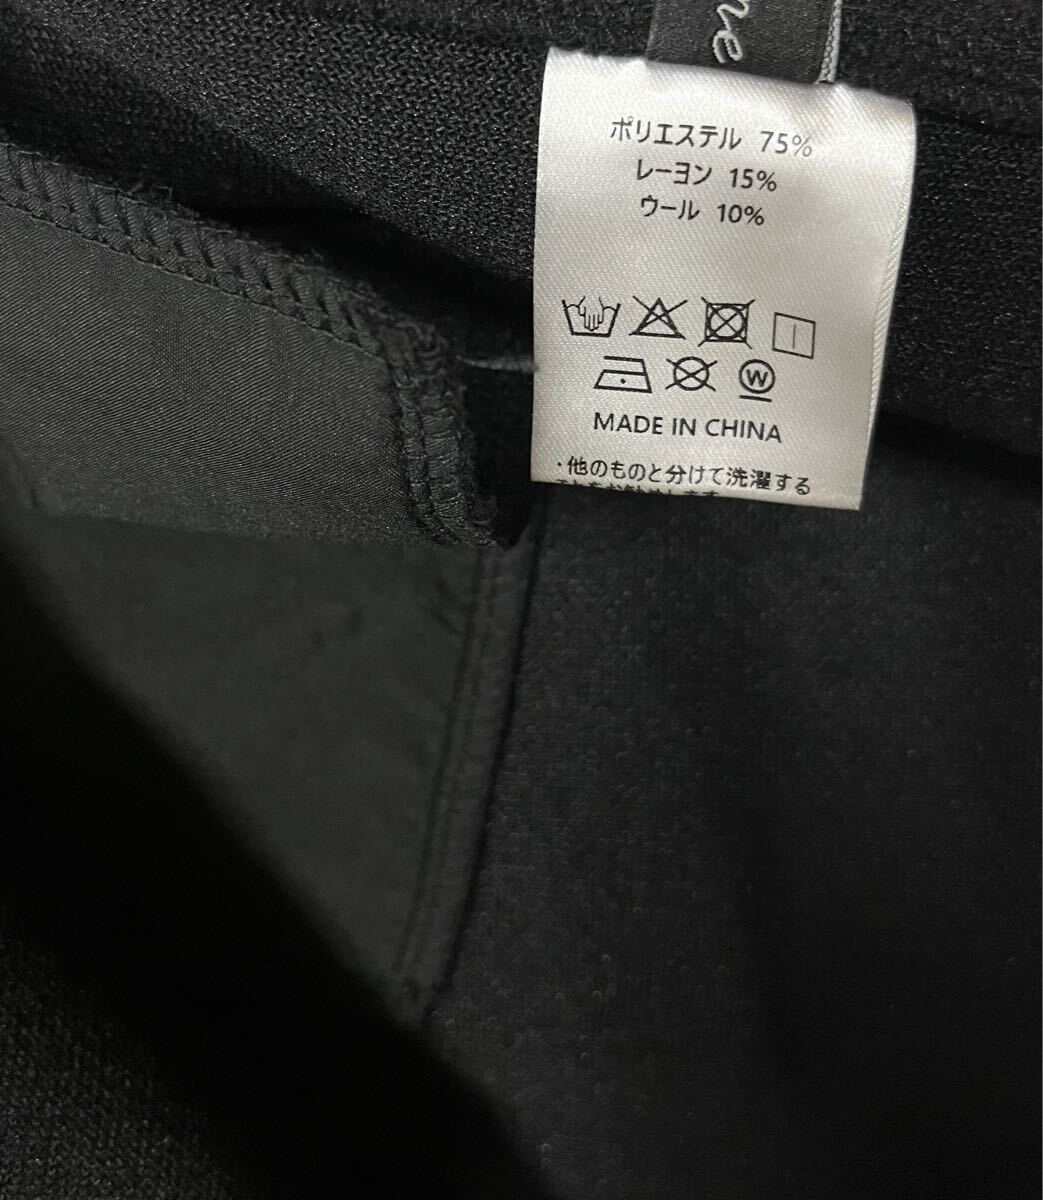 me
ポリエステル 75%
レーヨン 15%
ウール 10%
W
MADE IN CHINA
・他のものと分けて洗濯する